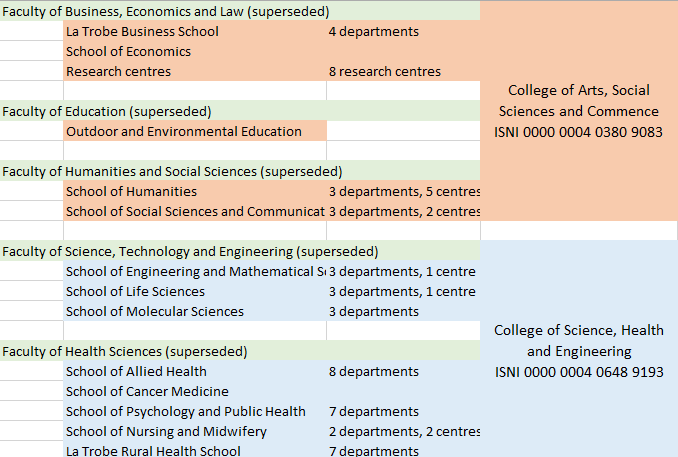 Faculty of Business, Economics and Law (superseded)
La Trobe Business School 4 departments
School of Economics
Research centres 8 research centres
College of Arts, Social
Sciences and Commence
ISNI 0000 0004 0380 9083
Faculty of Education (superseded)
Outdoor and Environmental Education
Faculty of Humanities and Social Sciences (superseded)
School of Humanities 3 departments, 5 centres
School of Social Sciences and Communicat 3 departments, 2 centres
Faculty of Science, Technology and Engineering (superseded)
School of Engineering and Mathematical S 3 departments, 1 centre
School of Life Sciences 3 departments, 1 centre
School of Molecular Sciences 3 departments
College of Science, Health
and Engineering
ISNI 0000 0004 0648 9193
Faculty of Health Sciences (superseded)
School of Allied Health 8 departments
School of Cancer Medicine
School of Psychology and Public Health 7 departments
School of Nursing and Midwifery 2 departments, 2 centres
La Trobe Rural Health School 7 departments